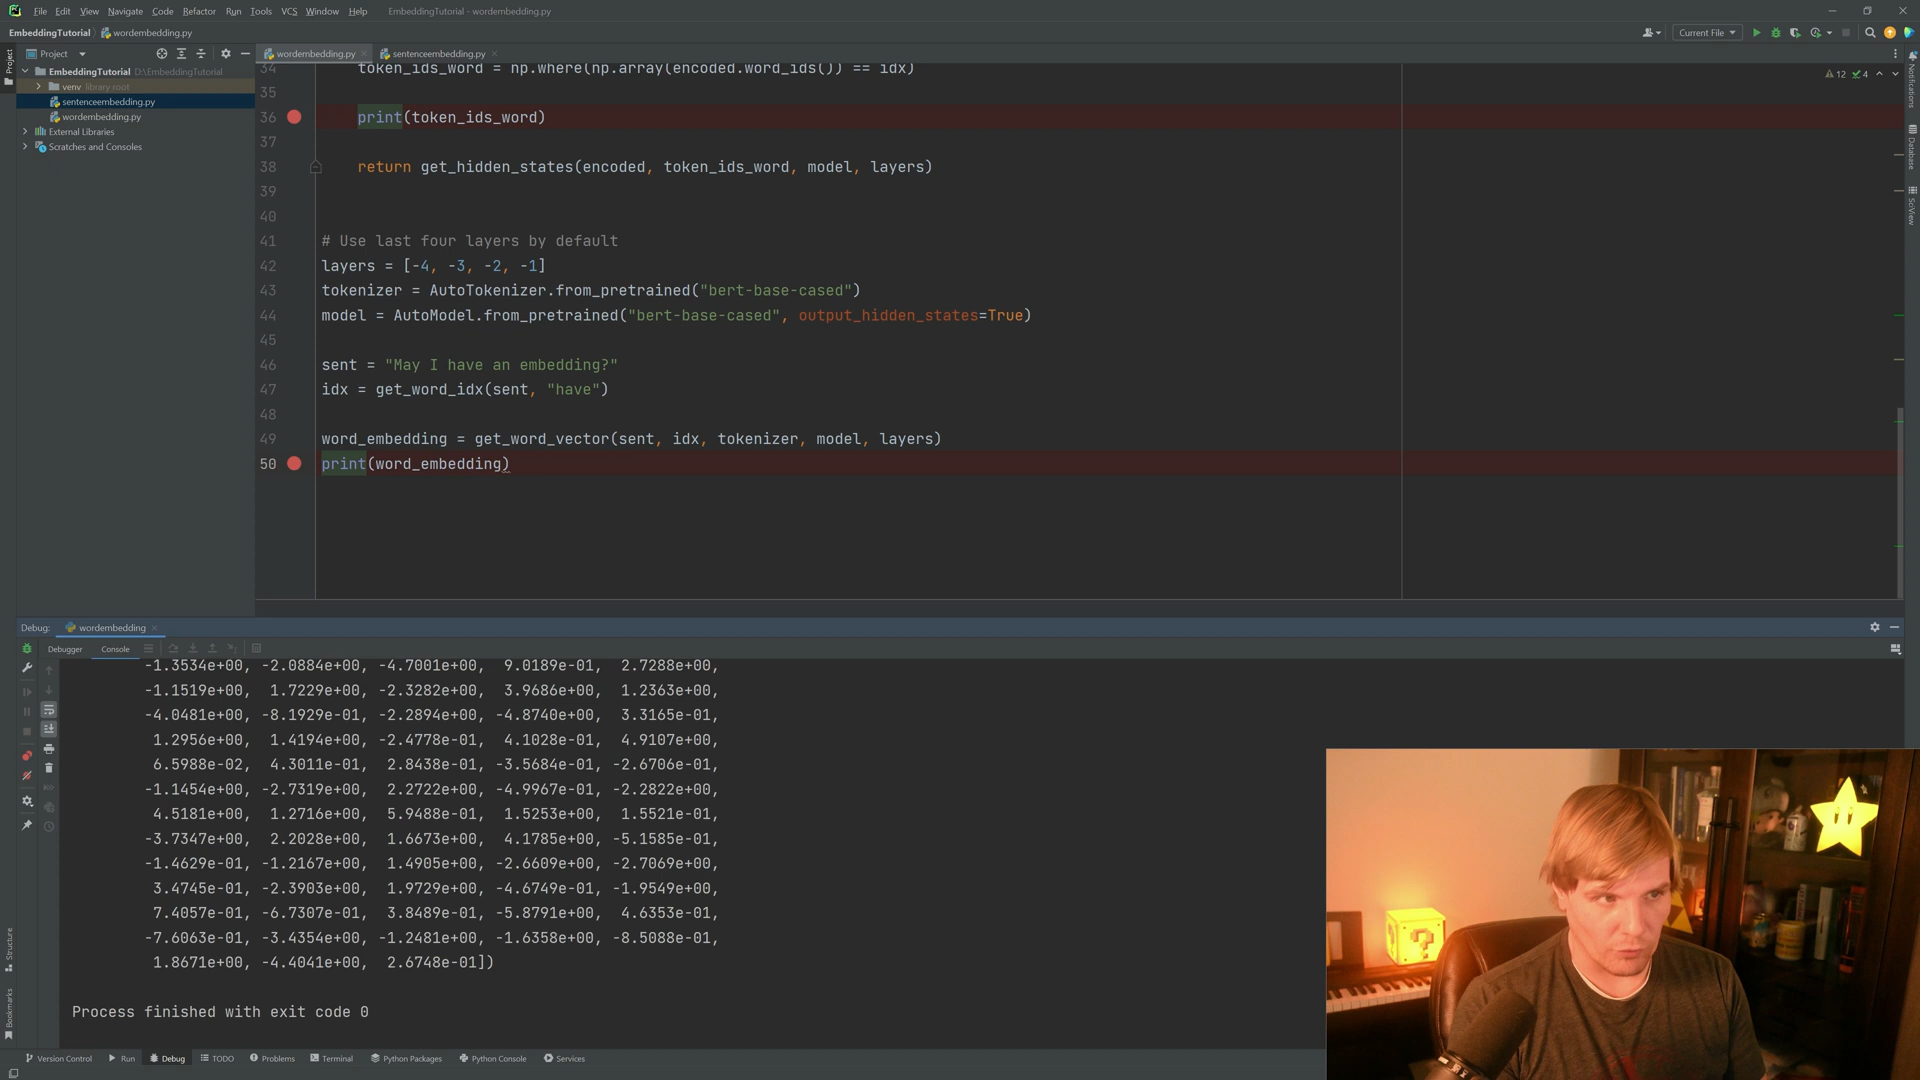 File Edit View Navigate Code Refactor Run Tools VCS Window Help EmbeddingTutorial - wordembedding.py
EmbeddingTutorial wordembedding.py
Current File
Project
wordembedding.py
sentenceembedding.py
EmbeddingTutorial D:\EmbeddingTutorial
venv library root
sentenceembedding.py
wordembedding.py
External Libraries
Scratches and Consoles
Project
Structure
Bookmarks
Notifications
Database
SciView
12 4
34 token_ids_word = np.where(np.array(encoded.word_ids()) == idx)
35
36 print(token_ids_word)
37
38 return get_hidden_states(encoded, token_ids_word, model, layers)
39
40
41 # Use last four layers by default
42 layers = [-4, -3, -2, -1]
43 tokenizer = AutoTokenizer.from_pretrained("bert-base-cased")
44 model = AutoModel.from_pretrained("bert-base-cased", output_hidden_states=True)
45
46 sent = "May I have an embedding?"
47 idx = get_word_idx(sent, "have")
48
49 word_embedding = get_word_vector(sent, idx, tokenizer, model, layers)
50 print(word_embedding)
Debug: wordembedding
Debugger Console
-1.3534e+00, -2.0884e+00, -4.7001e+00, 9.0189e-01, 2.7288e+00,
-1.1519e+00, 1.7229e+00, -2.3282e+00, 3.9686e+00, 1.2363e+00,
-4.0481e+00, -8.1929e-01, -2.2894e+00, -4.8740e+00, 3.3165e-01,
1.2956e+00, 1.4194e+00, -2.4778e-01, 4.1028e-01, 4.9107e+00,
6.5988e-02, 4.3011e-01, 2.8438e-01, -3.5684e-01, -2.6706e-01,
-1.1454e+00, -2.7319e+00, 2.2722e+00, -4.9967e-01, -2.2822e+00,
4.5181e+00, 1.2716e+00, 5.9488e-01, 1.5253e+00, 1.5521e-01,
-3.7347e+00, 2.2028e+00, 1.6673e+00, 4.1785e+00, -5.1585e-01,
-1.4629e-01, -1.2167e+00, 1.4905e+00, -2.6609e+00, -2.7069e+00,
3.4745e-01, -2.3903e+00, 1.9729e+00, -4.6749e-01, -1.9549e+00,
7.4057e-01, -6.7307e-01, 3.8489e-01, -5.8791e+00, 4.6353e-01,
-7.6063e-01, -3.4354e+00, -1.2481e+00, -1.6358e+00, -8.5088e-01,
1.8671e+00, -4.4041e+00, 2.6748e-01])
Process finished with exit code 0
Version Control Run Debug TODO Problems Terminal Python Packages Python Console Services
?